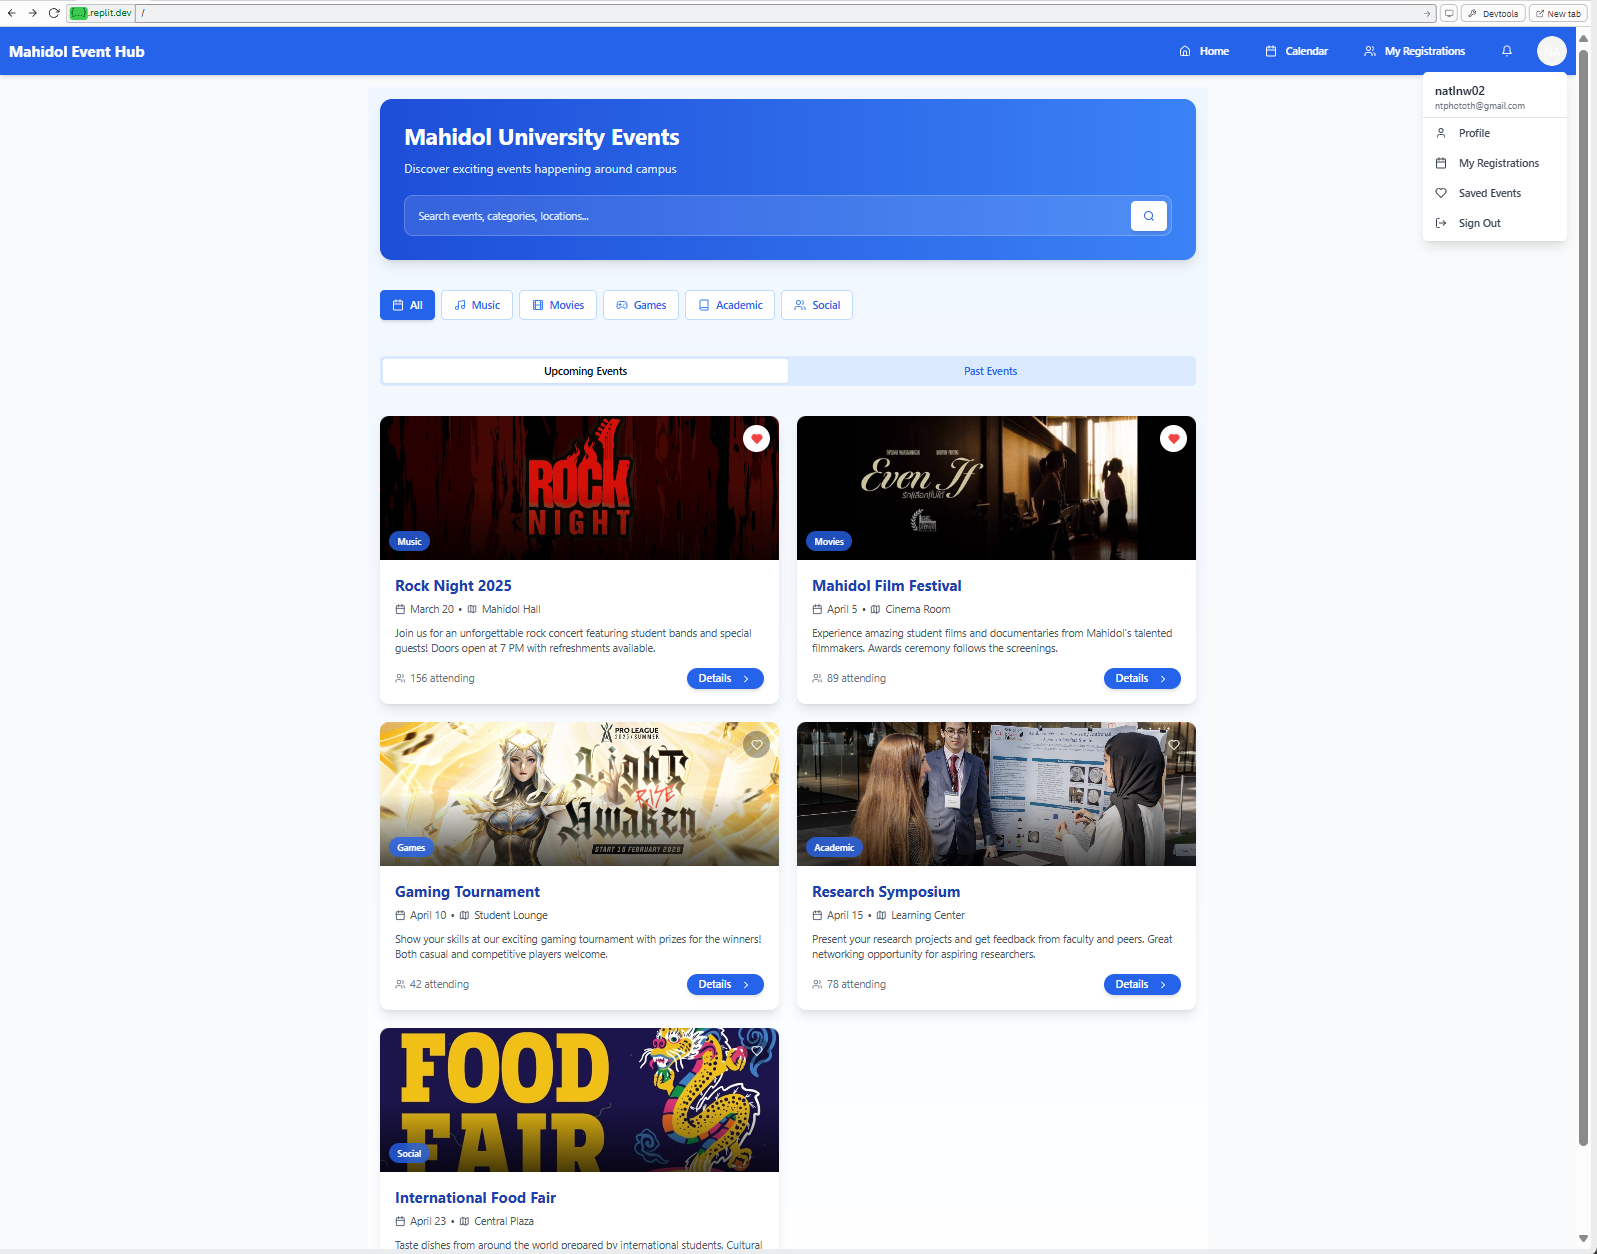 {...}.replit.dev
/
Devtools
New tab
Mahidol Event Hub
Home
Calendar
My Registrations
natlnw02
ntphototh@gmail.com
Profile
My Registrations
Saved Events
Sign Out
Mahidol University Events
Discover exciting events happening around campus
Search events, categories, locations...
All
Music
Movies
Games
Academic
Social
Upcoming Events
Past Events
ROCK
NIGHT
Music
Rock Night 2025
March 20 • Mahidol Hall
Join us for an unforgettable rock concert featuring student bands and special
guests! Doors open at 7 PM with refreshments available.
156 attending
Details
Even If
Movies
Mahidol Film Festival
April 5 • Cinema Room
Experience amazing student films and documentaries from Mahidol's talented
filmmakers. Awards ceremony follows the screenings.
89 attending
Details
PRO LEAGUE
2025 SUMMER
Light
RISE
Awaken
START 15 FEBRUARY 2025
Games
Gaming Tournament
April 10 • Student Lounge
Show your skills at our exciting gaming tournament with prizes for the winners!
Both casual and competitive players welcome.
42 attending
Details
Academic
Research Symposium
April 15 • Learning Center
Present your research projects and get feedback from faculty and peers. Great
networking opportunity for aspiring researchers.
78 attending
Details
FOOD
FAIR
Social
International Food Fair
April 23 • Central Plaza
Taste dishes from around the world prepared by international students. Cultural